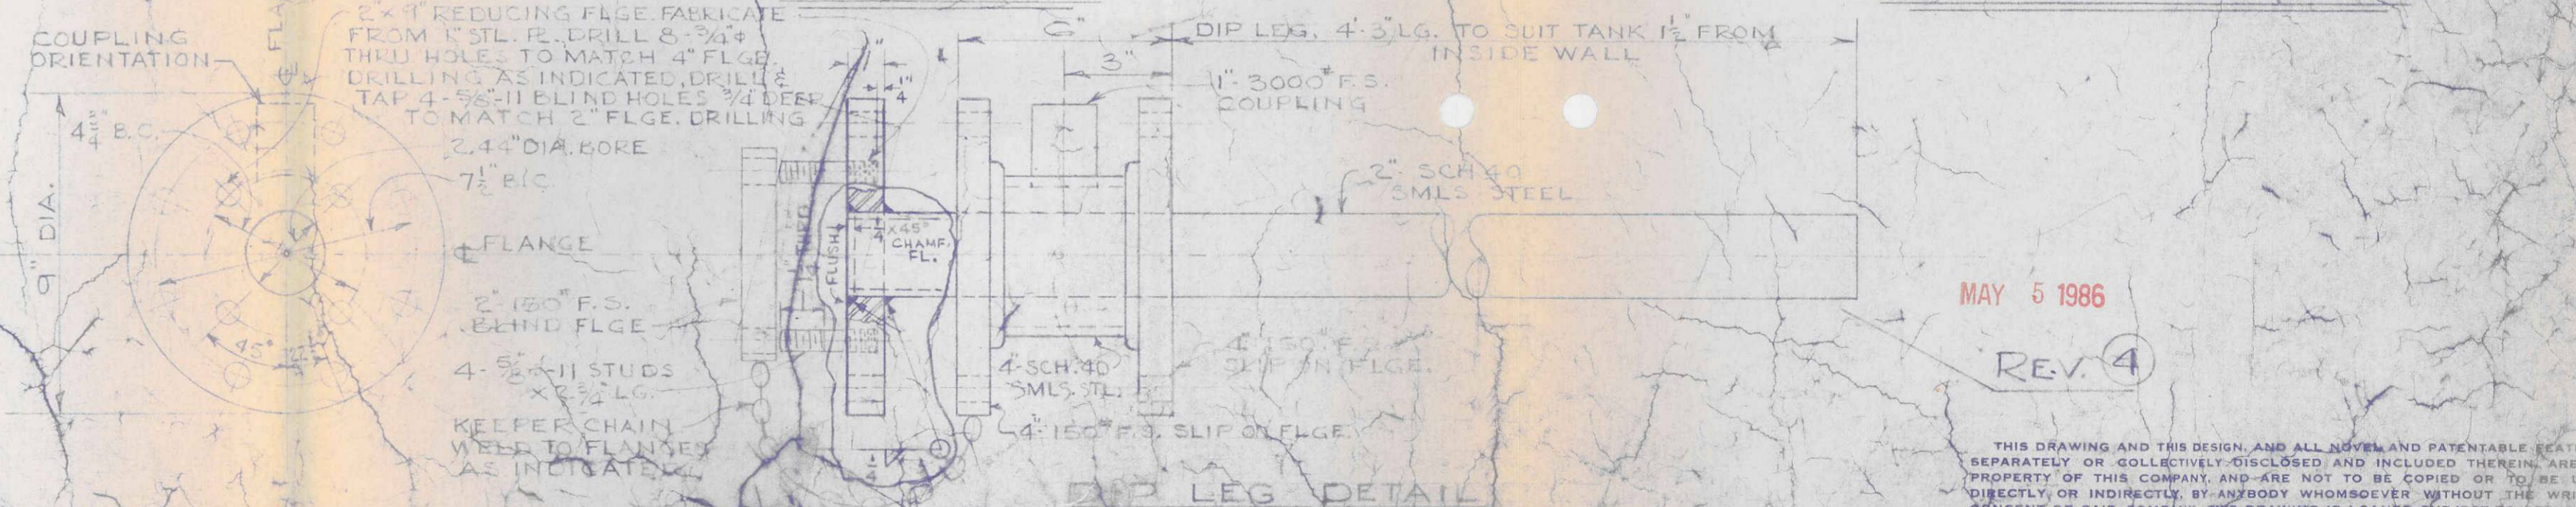 COUPLING
ORIENTATION
℄ FLA
2" x 9" REDUCING FLGE. FABRICATE
FROM 1" STL. PL. DRILL 8-3/4"⌀
THRU HOLES TO MATCH 4" FLGE.
DRILLING AS INDICATED, DRILL &
TAP 4-5/8"-11 BLIND HOLES 3/4" DEEP
TO MATCH 2" FLGE. DRILLING
2.44" DIA. BORE
7 1/2" B.C.
4 3/4" B.C.
9" DIA.
℄ FLANGE
45°
2"-150# F.S.
BLIND FLGE
4-5/8"-11 STUDS
x 2 3/4" LG.
KEEPER CHAIN
WELD TO FLANGES
AS INDICATED
1"
1/4"
FLUSH
1/4 x 45°
CHAMF.
FL.
1/4
6"
3"
DIP LEG. 4'-3" LG. TO SUIT TANK 1 1/2" FROM
INSIDE WALL
1"-3000# F.S.
COUPLING
2" SCH 40
SMLS STEEL
4" SCH. 40
SMLS. STL.
4"-150# F.S.
SLIP ON FLGE.
4"-150# F.S. SLIP ON FLGE.
DIP LEG DETAIL
MAY 5 1986
REV. 4
THIS DRAWING AND THIS DESIGN, AND ALL NOVEL AND PATENTABLE FEAT
SEPARATELY OR COLLECTIVELY DISCLOSED AND INCLUDED THEREIN, ARE
PROPERTY OF THIS COMPANY, AND ARE NOT TO BE COPIED OR TO BE U
DIRECTLY OR INDIRECTLY, BY ANYBODY WHOMSOEVER WITHOUT THE WRI